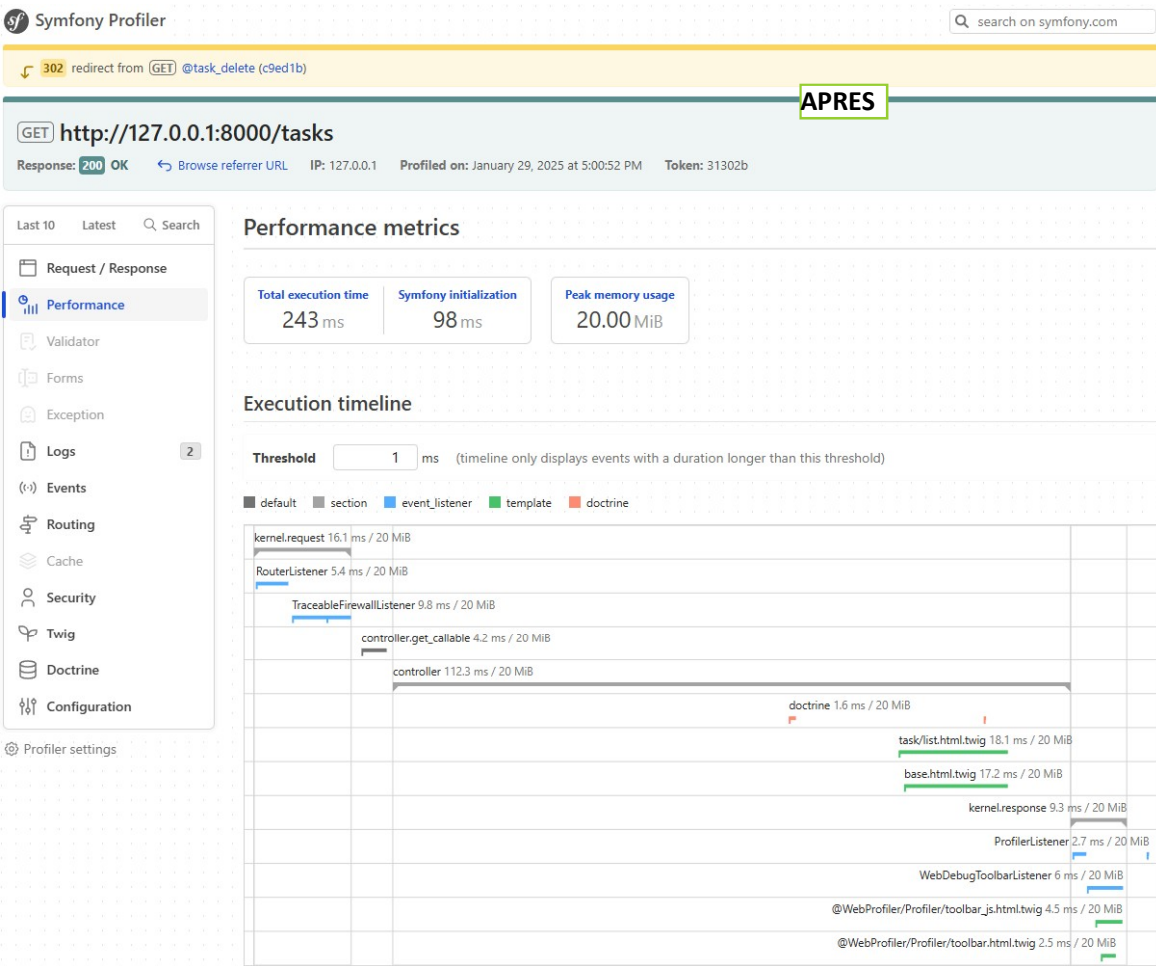 Symfony Profiler
search on symfony.com
302 redirect from GET @task_delete (c9ed1b)
APRES
GET http://127.0.0.1:8000/tasks
Response: 200 OK Browse referrer URL IP: 127.0.0.1 Profiled on: January 29, 2025 at 5:00:52 PM Token: 31302b
Last 10 Latest Search
Request / Response
Performance
Validator
Forms
Exception
Logs 2
Events
Routing
Cache
Security
Twig
Doctrine
Configuration
Profiler settings
Performance metrics
Total execution time Symfony initialization Peak memory usage
243 ms 98 ms 20.00 MiB
Execution timeline
Threshold 1 ms (timeline only displays events with a duration longer than this threshold)
default section event_listener template doctrine
kernel.request 16.1 ms / 20 MiB
RouterListener 5.4 ms / 20 MiB
TraceableFirewallListener 9.8 ms / 20 MiB
controller.get_callable 4.2 ms / 20 MiB
controller 112.3 ms / 20 MiB
doctrine 1.6 ms / 20 MiB
task/list.html.twig 18.1 ms / 20 MiB
base.html.twig 17.2 ms / 20 MiB
kernel.response 9.3 ms / 20 MiB
ProfilerListener 2.7 ms / 20 MiB
WebDebugToolbarListener 6 ms / 20 MiB
@WebProfiler/Profiler/toolbar_js.html.twig 4.5 ms / 20 MiB
@WebProfiler/Profiler/toolbar.html.twig 2.5 ms / 20 MiB